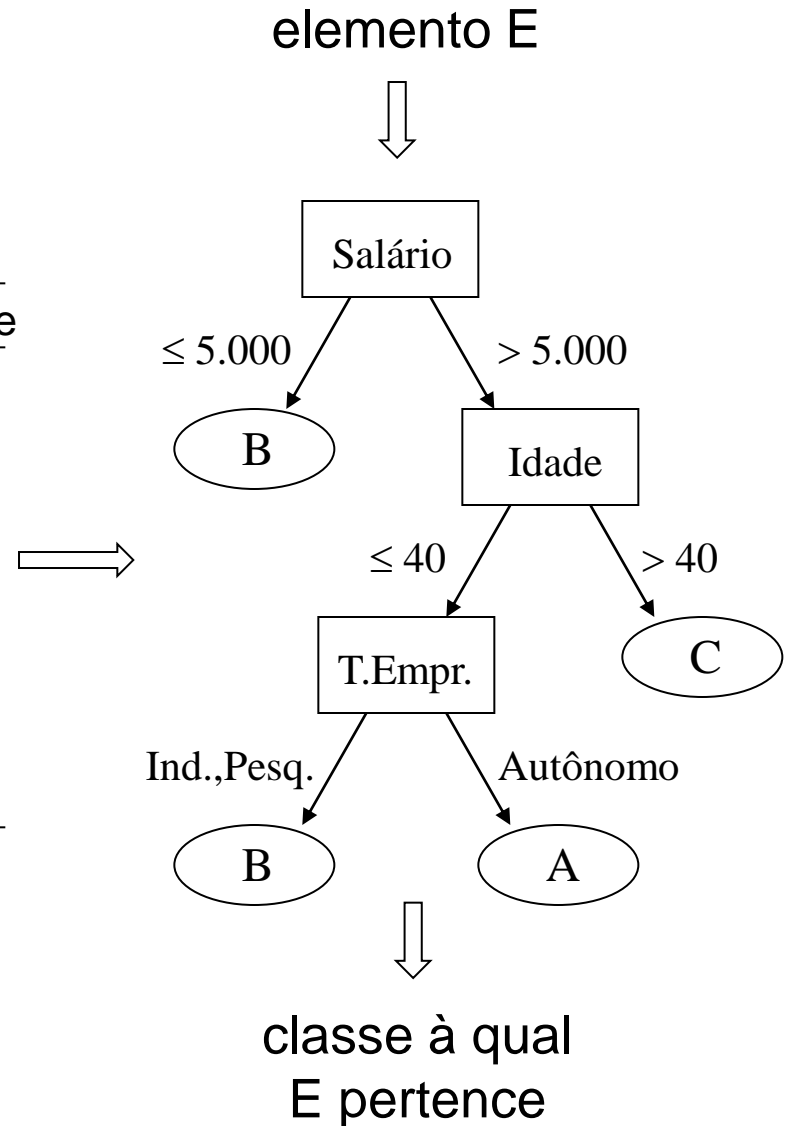 elemento E
Salário
e
≤ 5.000
> 5.000
B
Idade
≤ 40
> 40
T.Empr.
C
Ind.,Pesq.
Autônomo
B
A
classe à qual
E pertence